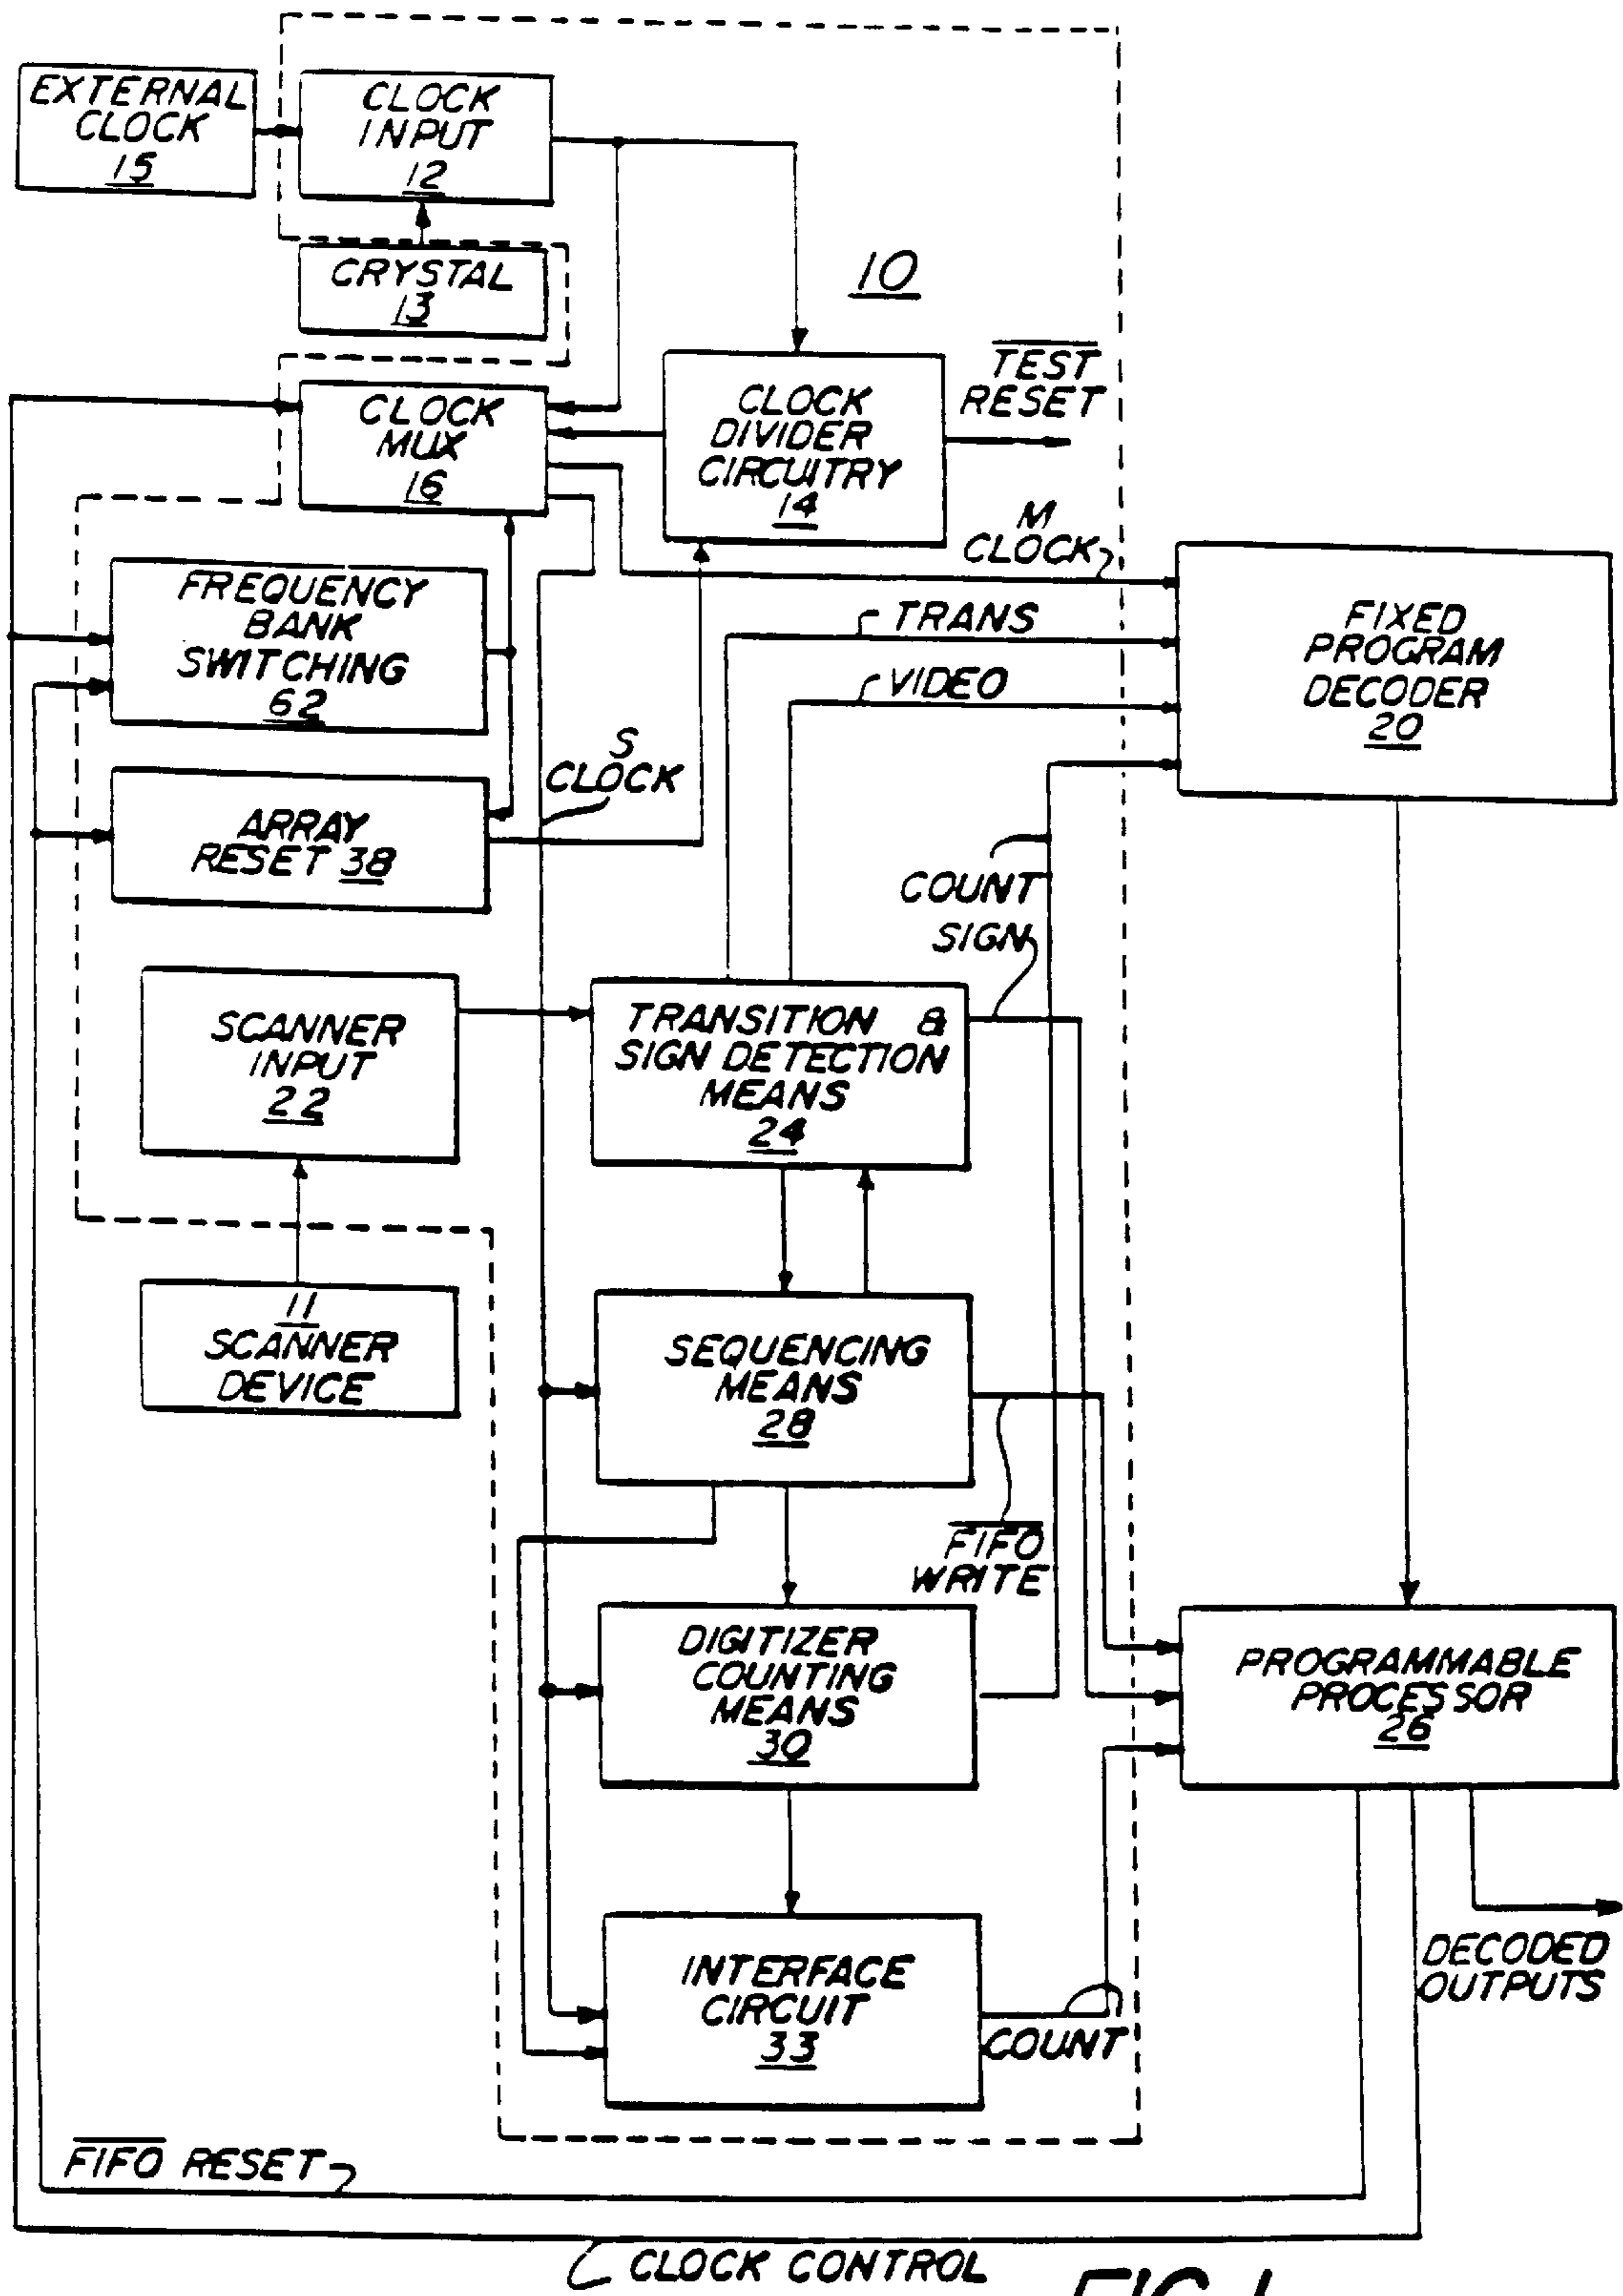 EXTERNAL
CLOCK
15
CLOCK
INPUT
12
CRYSTAL
13
10
CLOCK
MUX
16
CLOCK
DIVIDER
CIRCUITRY
14
TEST
RESET
M
CLOCK
FREQUENCY
BANK
SWITCHING
62
TRANS
VIDEO
FIXED
PROGRAM
DECODER
20
S
CLOCK
ARRAY
RESET 38
COUNT
SIGN
SCANNER
INPUT
22
TRANSITION &
SIGN DETECTION
MEANS
24
11
SCANNER
DEVICE
SEQUENCING
MEANS
28
FIFO
WRITE
DIGITIZER
COUNTING
MEANS
30
PROGRAMMABLE
PROCESSOR
26
INTERFACE
CIRCUIT
33
COUNT
DECODED
OUTPUTS
FIFO RESET
CLOCK CONTROL